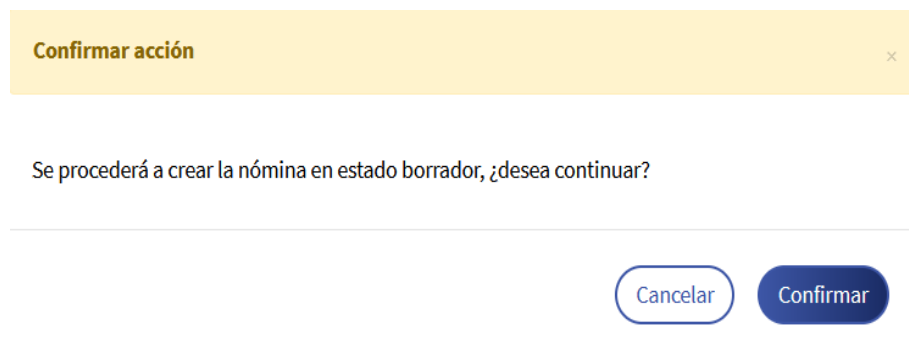 Confirmar acción
×
Se procederá a crear la nómina en estado borrador, ¿desea continuar?
Cancelar
Confirmar